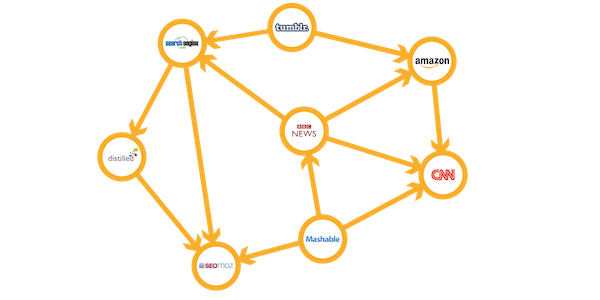 tumblr.
search engine
amazon
BBC
NEWS
distilled
CNN
Mashable
SEOmoz